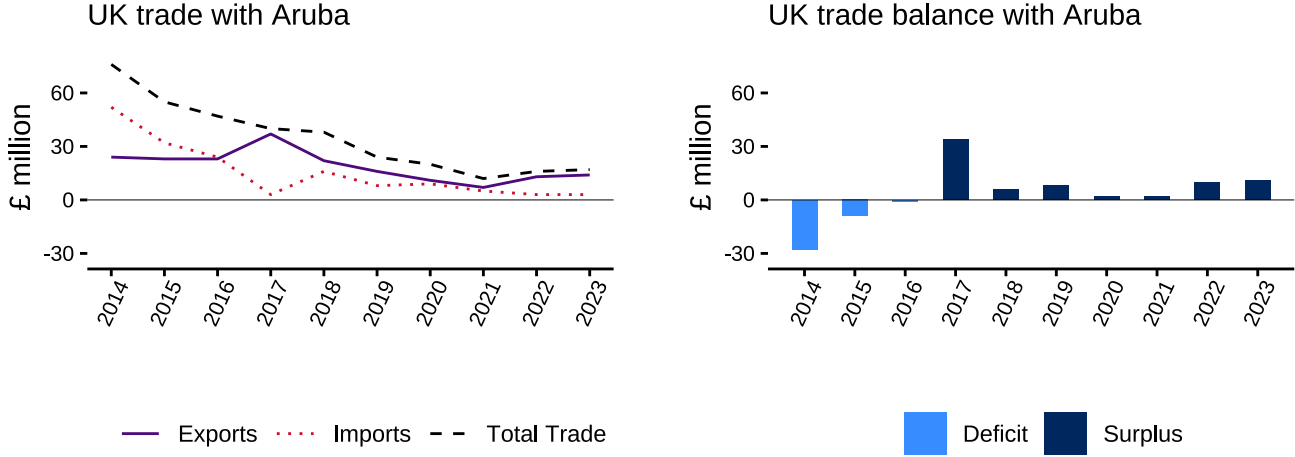 UK trade with Aruba
£ million
60
30
0
-30
2014 2015 2016 2017 2018 2019 2020 2021 2022 2023
Exports Imports Total Trade
UK trade balance with Aruba
£ million
60
30
0
-30
2014 2015 2016 2017 2018 2019 2020 2021 2022 2023
Deficit Surplus